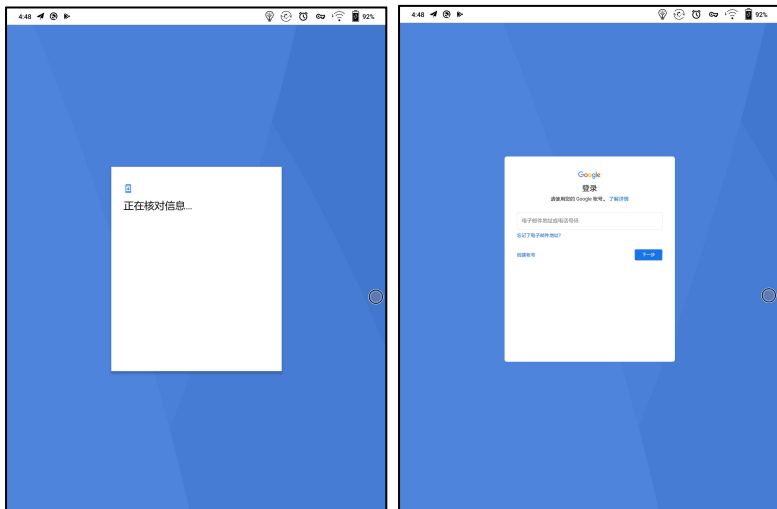 4:48
92%
正在核对信息...
4:48
92%
Google
登录
请使用您的 Google 账号。 了解详情
电子邮件地址或电话号码
忘记了电子邮件地址?
创建账号
下一步